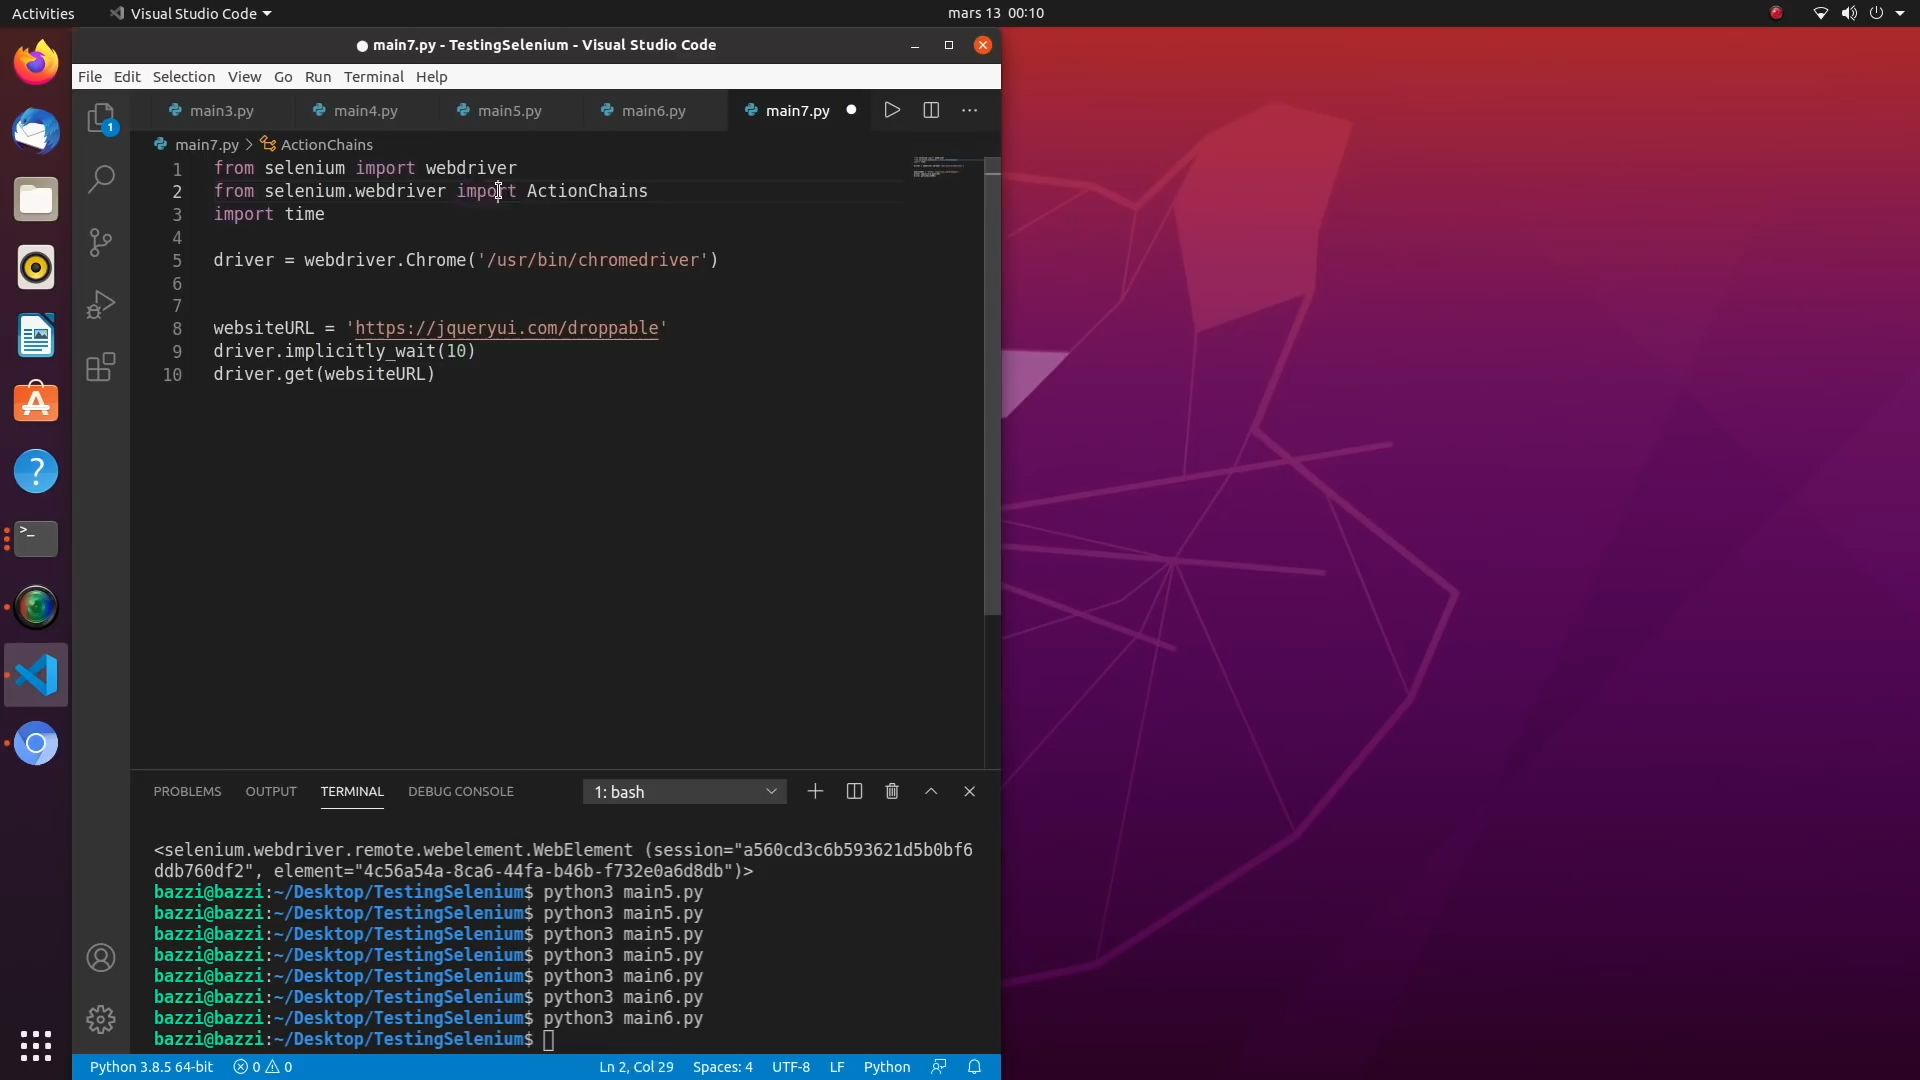 Activities Visual Studio Code mars 13 00:10
● main7.py - TestingSelenium - Visual Studio Code
File Edit Selection View Go Run Terminal Help
main3.py main4.py main5.py main6.py main7.py
main7.py > ActionChains
1 from selenium import webdriver
2 from selenium.webdriver import ActionChains
3 import time
4
5 driver = webdriver.Chrome('/usr/bin/chromedriver')
6
7
8 websiteURL = 'https://jqueryui.com/droppable'
9 driver.implicitly_wait(10)
10 driver.get(websiteURL)
1
PROBLEMS OUTPUT TERMINAL DEBUG CONSOLE 1: bash
<selenium.webdriver.remote.webelement.WebElement (session="a560cd3c6b593621d5b0bf6
ddb760df2", element="4c56a54a-8ca6-44fa-b46b-f732e0a6d8db")>
bazzi@bazzi:~/Desktop/TestingSelenium$ python3 main5.py
bazzi@bazzi:~/Desktop/TestingSelenium$ python3 main5.py
bazzi@bazzi:~/Desktop/TestingSelenium$ python3 main5.py
bazzi@bazzi:~/Desktop/TestingSelenium$ python3 main5.py
bazzi@bazzi:~/Desktop/TestingSelenium$ python3 main6.py
bazzi@bazzi:~/Desktop/TestingSelenium$ python3 main6.py
bazzi@bazzi:~/Desktop/TestingSelenium$ python3 main6.py
bazzi@bazzi:~/Desktop/TestingSelenium$
Python 3.8.5 64-bit 0 0 Ln 2, Col 29 Spaces: 4 UTF-8 LF Python